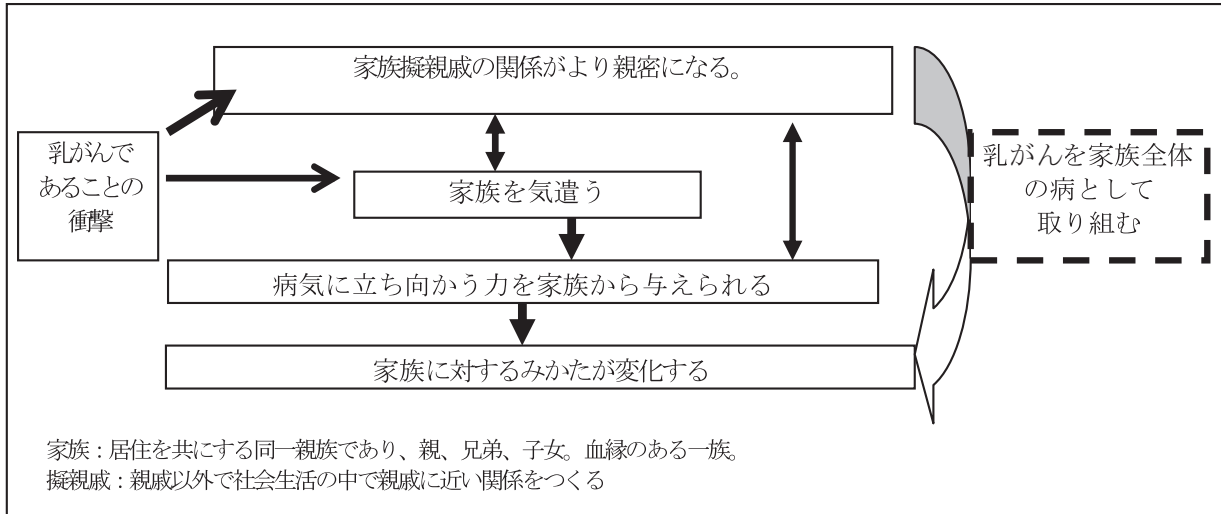 家族擬親戚の関係がより親密になる。
乳がんで
あることの
衝撃
家族を気遣う
乳がんを家族全体
の病として
取り組む
病気に立ち向かう力を家族から与えられる
家族に対するみかたが変化する
家族：居住を共にする同一親族であり、親、兄弟、子女。血縁のある一族。
擬親戚：親戚以外で社会生活の中で親戚に近い関係をつくる